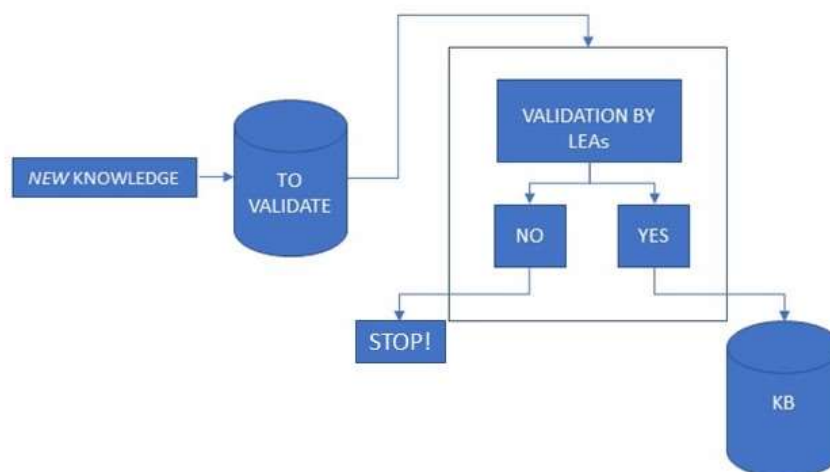 NEW KNOWLEDGE
TO
VALIDATE
VALIDATION BY
LEAs
NO
YES
STOP!
KB